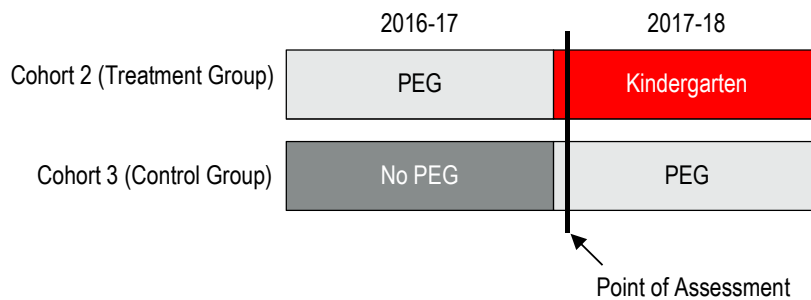 2016-17 2017-18
Cohort 2 (Treatment Group) PEG Kindergarten
Cohort 3 (Control Group) No PEG PEG
Point of Assessment